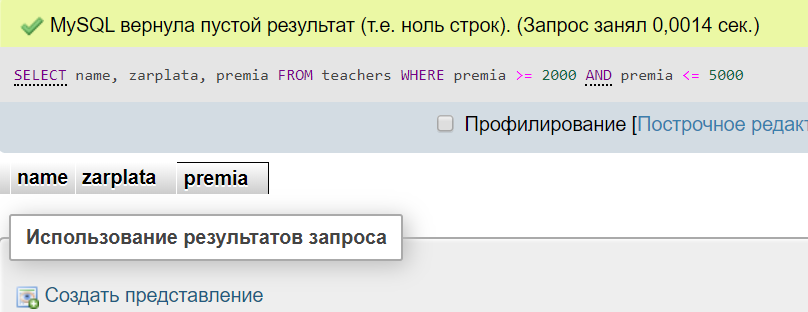 MySQL вернула пустой результат (т.е. ноль строк). (Запрос занял 0,0014 сек.)
SELECT name, zarplata, premia FROM teachers WHERE premia >= 2000 AND premia <= 5000
Профилирование [Построчное редакт
name zarplata premia
Использование результатов запроса
Создать представление